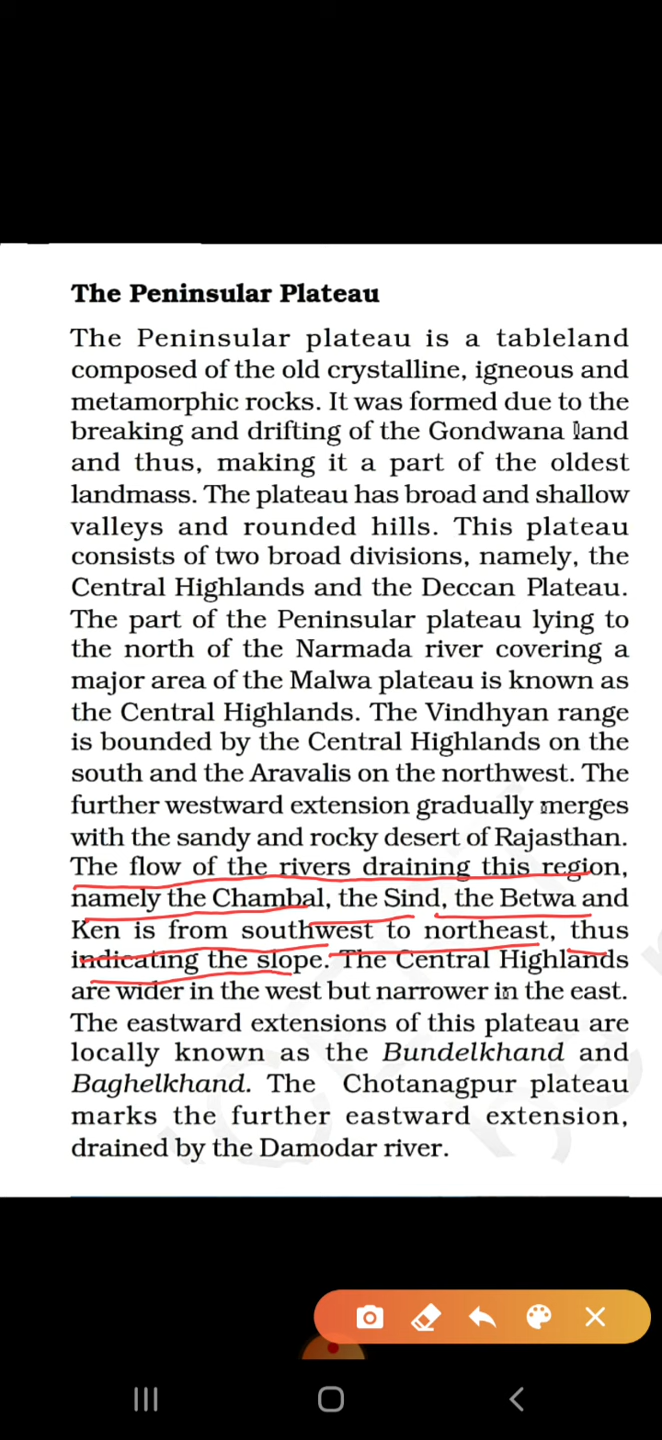 The Peninsular Plateau
The Peninsular plateau is a tableland
composed of the old crystalline, igneous and
metamorphic rocks. It was formed due to the
breaking and drifting of the Gondwana land
and thus, making it a part of the oldest
landmass. The plateau has broad and shallow
valleys and rounded hills. This plateau
consists of two broad divisions, namely, the
Central Highlands and the Deccan Plateau.
The part of the Peninsular plateau lying to
the north of the Narmada river covering a
major area of the Malwa plateau is known as
the Central Highlands. The Vindhyan range
is bounded by the Central Highlands on the
south and the Aravalis on the northwest. The
further westward extension gradually merges
with the sandy and rocky desert of Rajasthan.
The flow of the rivers draining this region,
namely the Chambal, the Sind, the Betwa and
Ken is from southwest to northeast, thus
indicating the slope. The Central Highlands
are wider in the west but narrower in the east.
The eastward extensions of this plateau are
locally known as the Bundelkhand and
Baghelkhand. The Chotanagpur plateau
marks the further eastward extension,
drained by the Damodar river.